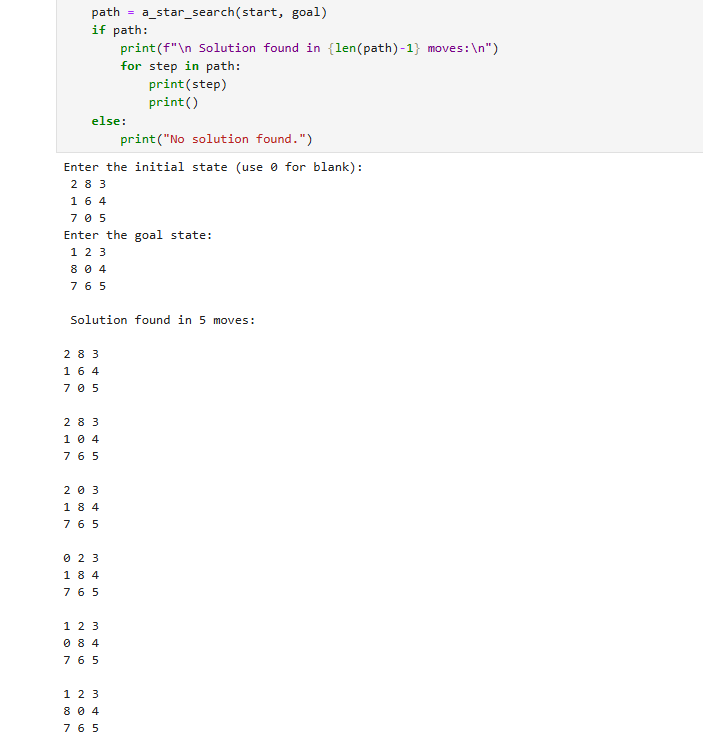 path = a_star_search(start, goal)
if path:
print(f"\n Solution found in {len(path)-1} moves:\n")
for step in path:
print(step)
print()
else:
print("No solution found.")
Enter the initial state (use 0 for blank):
2 8 3
1 6 4
7 0 5
Enter the goal state:
1 2 3
8 0 4
7 6 5
Solution found in 5 moves:
2 8 3
1 6 4
7 0 5
2 8 3
1 0 4
7 6 5
2 0 3
1 8 4
7 6 5
0 2 3
1 8 4
7 6 5
1 2 3
0 8 4
7 6 5
1 2 3
8 0 4
7 6 5